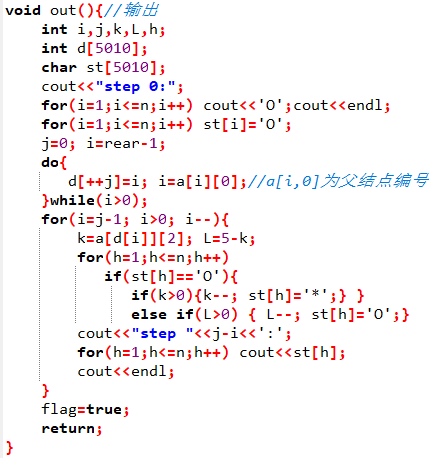 void out(){//输出
    int i,j,k,L,h;
    int d[5010];
    char st[5010];
    cout<<"step 0:";
    for(i=1;i<=n;i++) cout<<'O';cout<<endl;
    for(i=1;i<=n;i++) st[i]='O';
    j=0; i=rear-1;
    do{
       d[++j]=i; i=a[i][0];//a[i,0]为父结点编号
    }while(i>0);
    for(i=j-1; i>0; i--){
        k=a[d[i]][2]; L=5-k;
        for(h=1;h<=n;h++)
           if(st[h]=='O'){
              if(k>0){k--; st[h]='*';} }
              else if(L>0) { L--; st[h]='O';}
        cout<<"step "<<j-i<<':';
        for(h=1;h<=n;h++) cout<<st[h];
        cout<<endl;
    }
    flag=true;
    return;
}